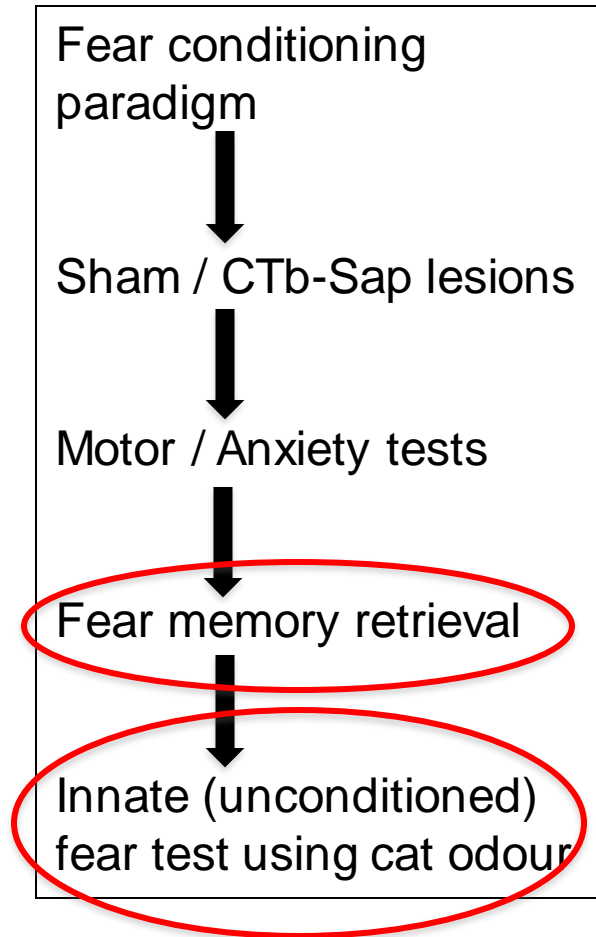 Fear conditioning
paradigm
Sham / CTb-Sap lesions
Motor / Anxiety tests
Fear memory retrieval
Innate (unconditioned)
fear test using cat odour